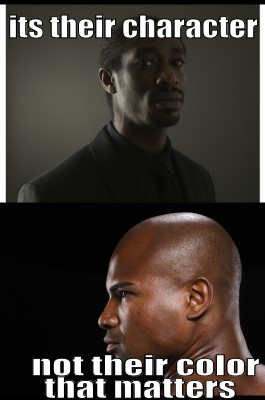 its their character
not their color
that matters